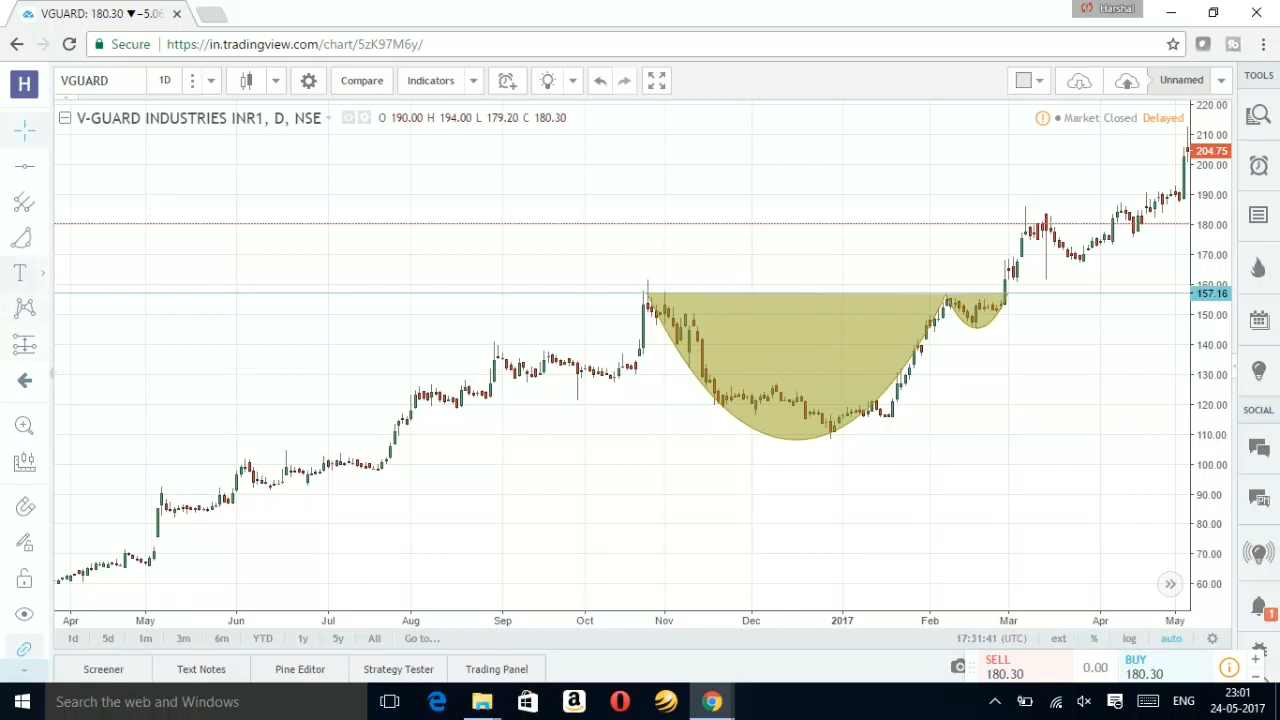 VGUARD: 180.30 ▼−5.06
Harshal
Secure https://in.tradingview.com/chart/5zK97M6y/
H VGUARD 1D Compare Indicators Unnamed TOOLS
V-GUARD INDUSTRIES INR1, D, NSE O 190.00 H 194.00 L 179.20 C 180.30 Market Closed Delayed
220.00
210.00
204.75
200.00
190.00
180.00
170.00
160.00
157.16
150.00
140.00
130.00
120.00
110.00
100.00
90.00
80.00
70.00
60.00
SOCIAL
1
Apr May Jun Jul Aug Sep Oct Nov Dec 2017 Feb Mar Apr May
1d 5d 1m 3m 6m YTD 1y 5y All Go to... 17:31:41 (UTC) ext % log auto
Screener Text Notes Pine Editor Strategy Tester Trading Panel
SELL 180.30 0.00 BUY 180.30
Search the web and Windows
ENG 23:01
24-05-2017